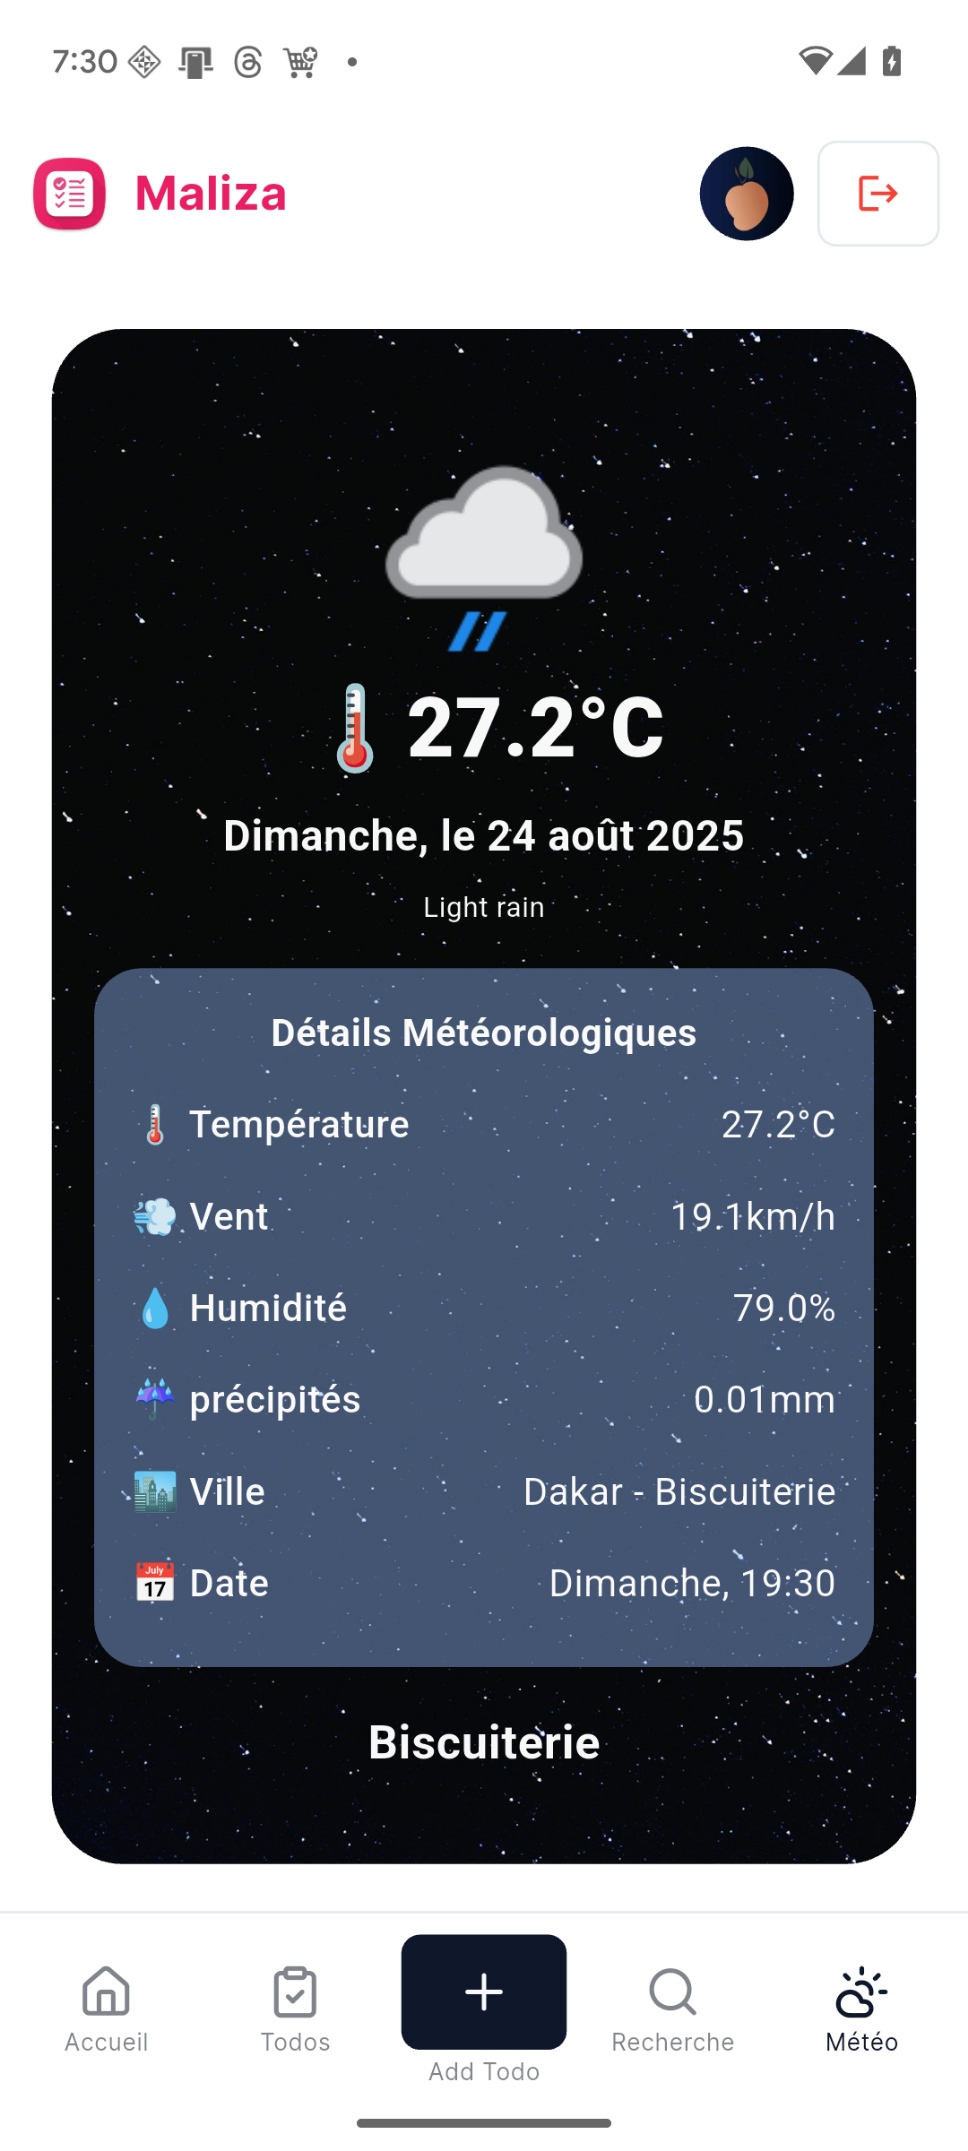 7:30
Maliza
27.2°C
Dimanche, le 24 août 2025
Light rain
Détails Météorologiques
Température 27.2°C
Vent 19.1km/h
Humidité 79.0%
précipités 0.01mm
Ville Dakar - Biscuiterie
July
17
Date Dimanche, 19:30
Biscuiterie
Accueil
Todos
Add Todo
Recherche
Météo